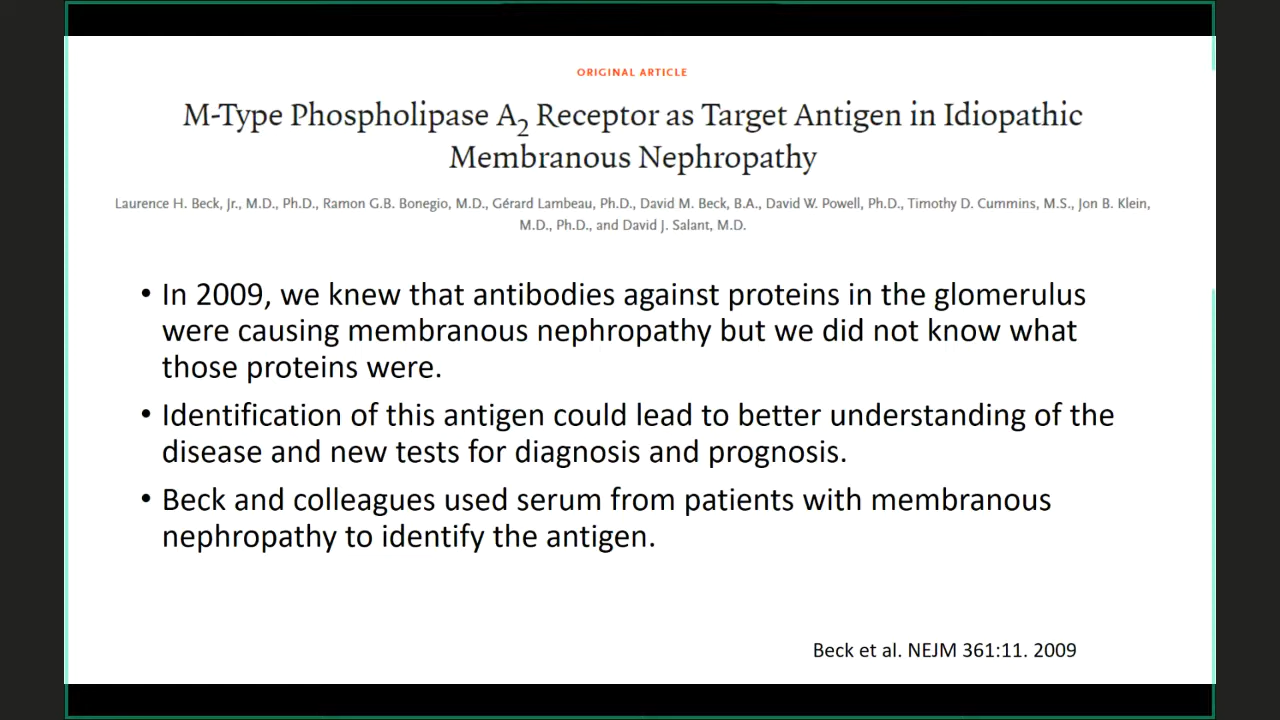 ORIGINAL ARTICLE
M-Type Phospholipase A2 Receptor as Target Antigen in Idiopathic
Membranous Nephropathy
Laurence H. Beck, Jr., M.D., Ph.D., Ramon G.B. Bonegio, M.D., Gérard Lambeau, Ph.D., David M. Beck, B.A., David W. Powell, Ph.D., Timothy D. Cummins, M.S., Jon B. Klein,
M.D., Ph.D., and David J. Salant, M.D.
• In 2009, we knew that antibodies against proteins in the glomerulus
were causing membranous nephropathy but we did not know what
those proteins were.
• Identification of this antigen could lead to better understanding of the
disease and new tests for diagnosis and prognosis.
• Beck and colleagues used serum from patients with membranous
nephropathy to identify the antigen.
Beck et al. NEJM 361:11. 2009